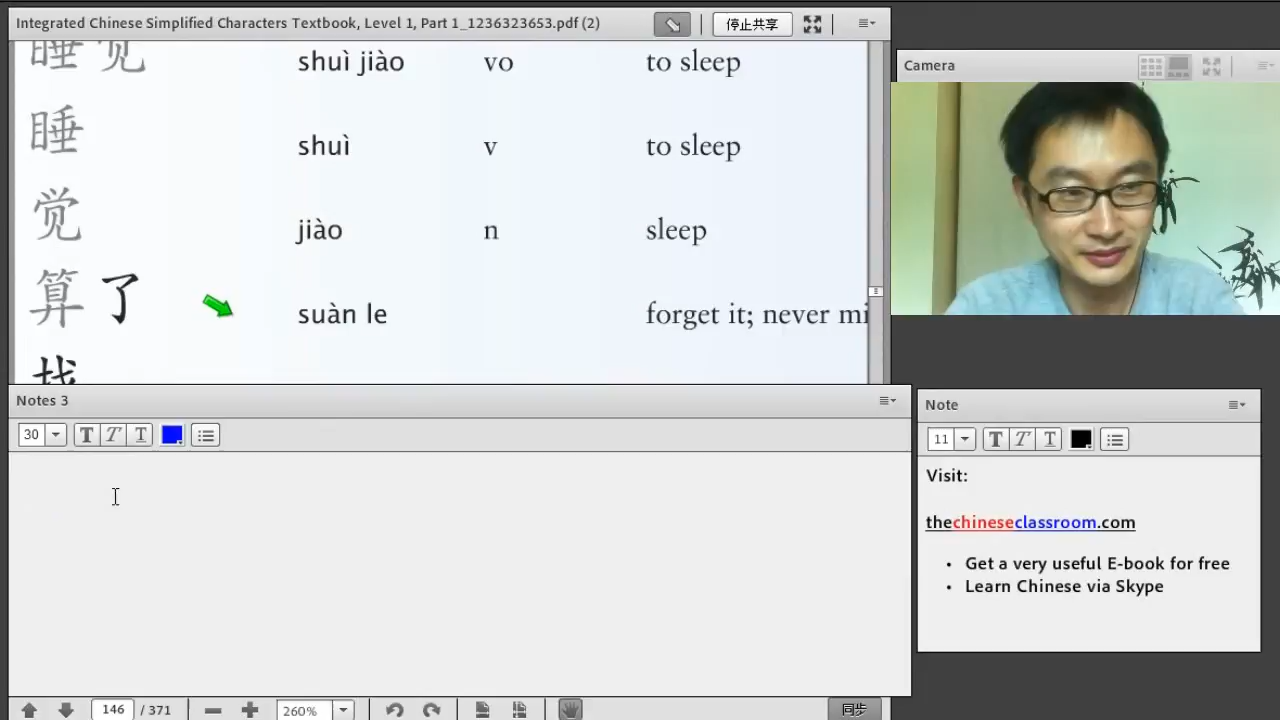 Integrated Chinese Simplified Characters Textbook, Level 1, Part 1_1236323653.pdf (2)
停止共享
睡觉 shuì jiào vo to sleep
睡 shuì v to sleep
觉 jiào n sleep
算了 suàn le forget it; never mi
找
Camera
Notes 3
30 T T T
Note
11 T T T
Visit:
thechineseclassroom.com
• Get a very useful E-book for free
• Learn Chinese via Skype
146 / 371 260% 同步